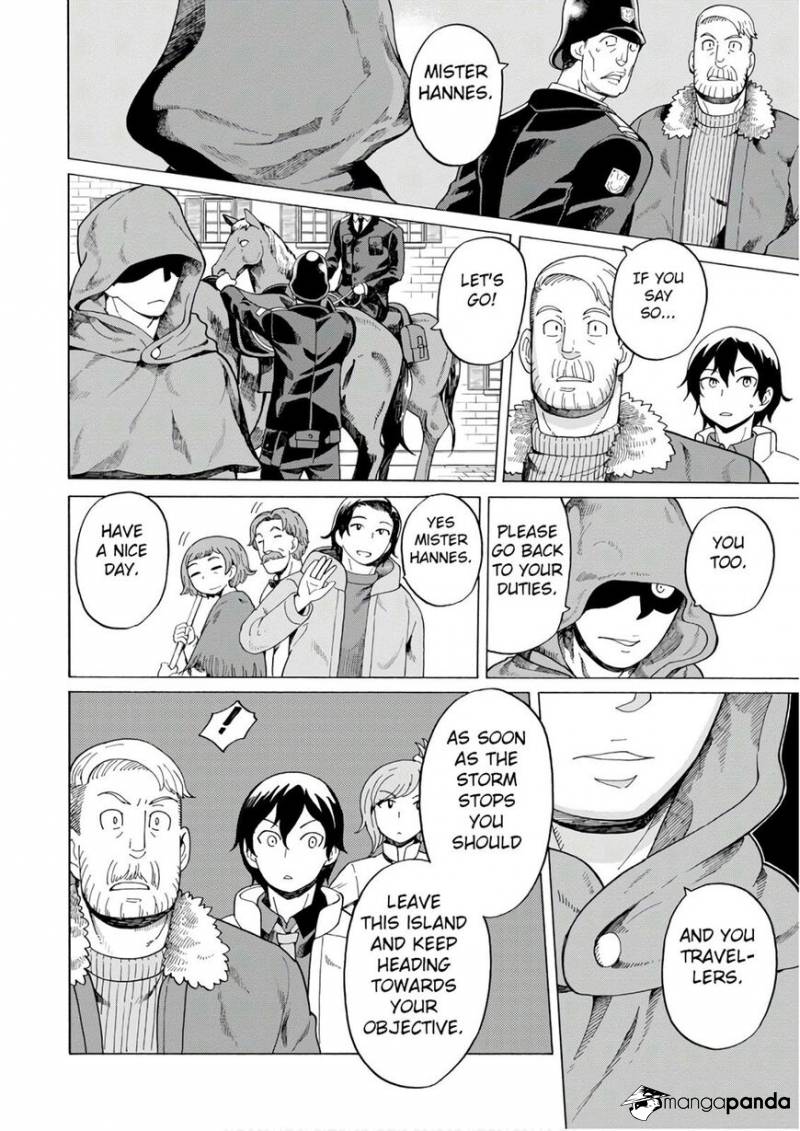 MISTER
HANNES.
IF YOU
SAY
SO...
LET'S
GO!
YOU
TOO.
PLEASE
GO BACK
TO YOUR
DUTIES.
YES
MISTER
HANNES.
HAVE
A NICE
DAY.
AND YOU
TRAVEL-
LERS.
AS SOON
AS THE
STORM
STOPS
YOU
SHOULD
LEAVE
THIS ISLAND
AND KEEP
HEADING
TOWARDS
YOUR
OBJECTIVE.
!
mangapanda